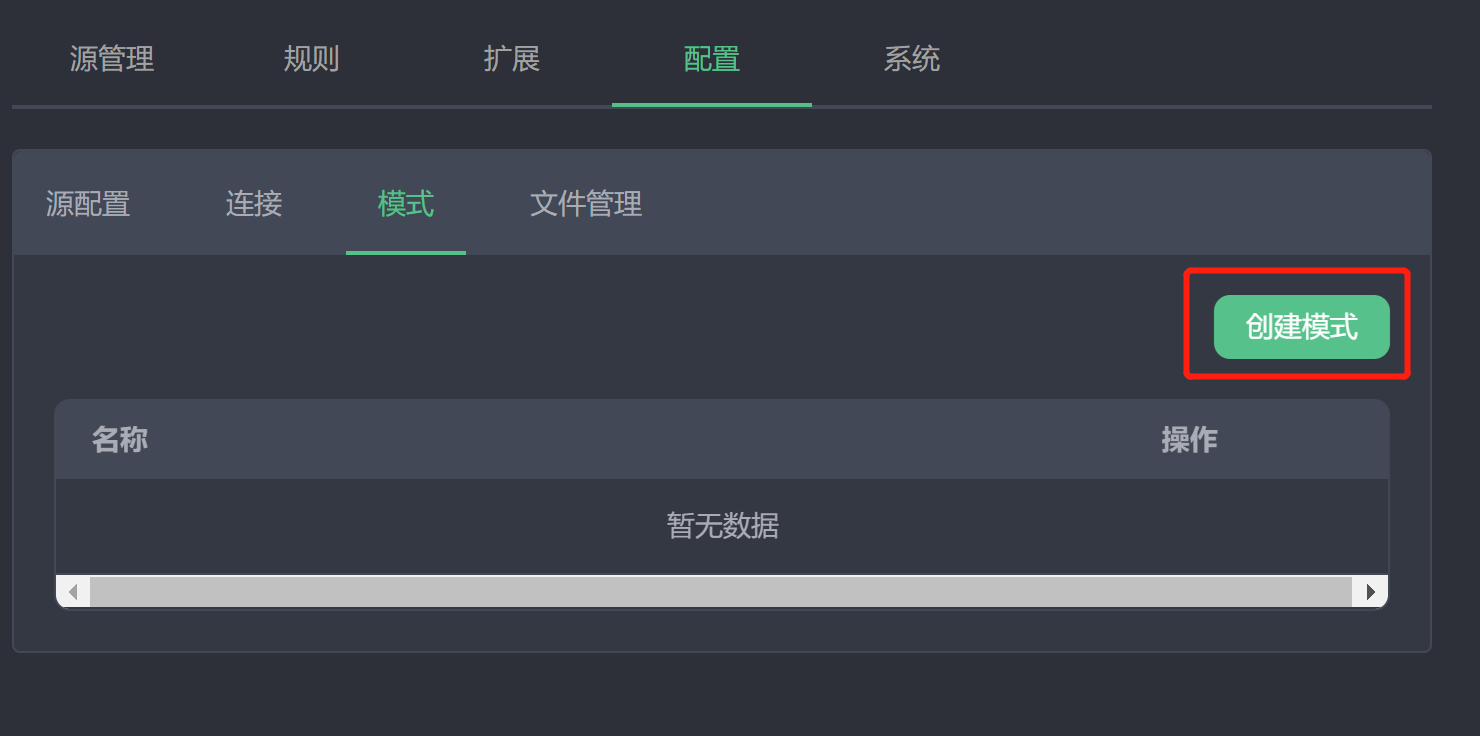 源管理 规则 扩展 配置 系统
源配置 连接 模式 文件管理
创建模式
名称 操作
暂无数据